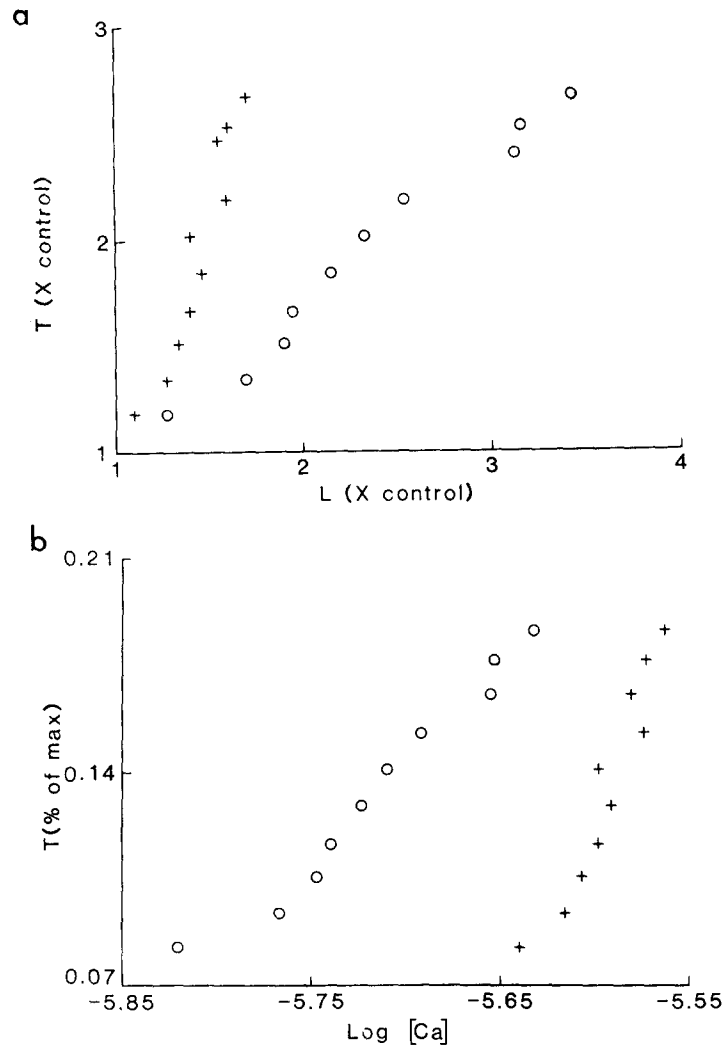 a
3
T (X control)
2
1
1 2 3 4
L (X control)
b
0.21
T(% of max)
0.14
0.07
-5.85 -5.75 -5.65 -5.55
Log [Ca]